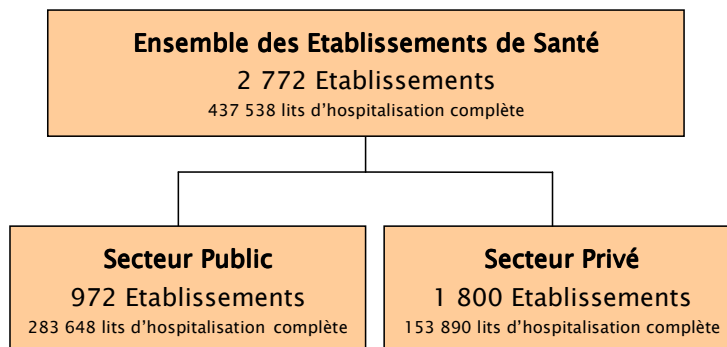 Ensemble des Etablissements de Santé
2 772 Etablissements
437 538 lits d’hospitalisation complète
Secteur Public
972 Etablissements
283 648 lits d’hospitalisation complète
Secteur Privé
1 800 Etablissements
153 890 lits d’hospitalisation complète